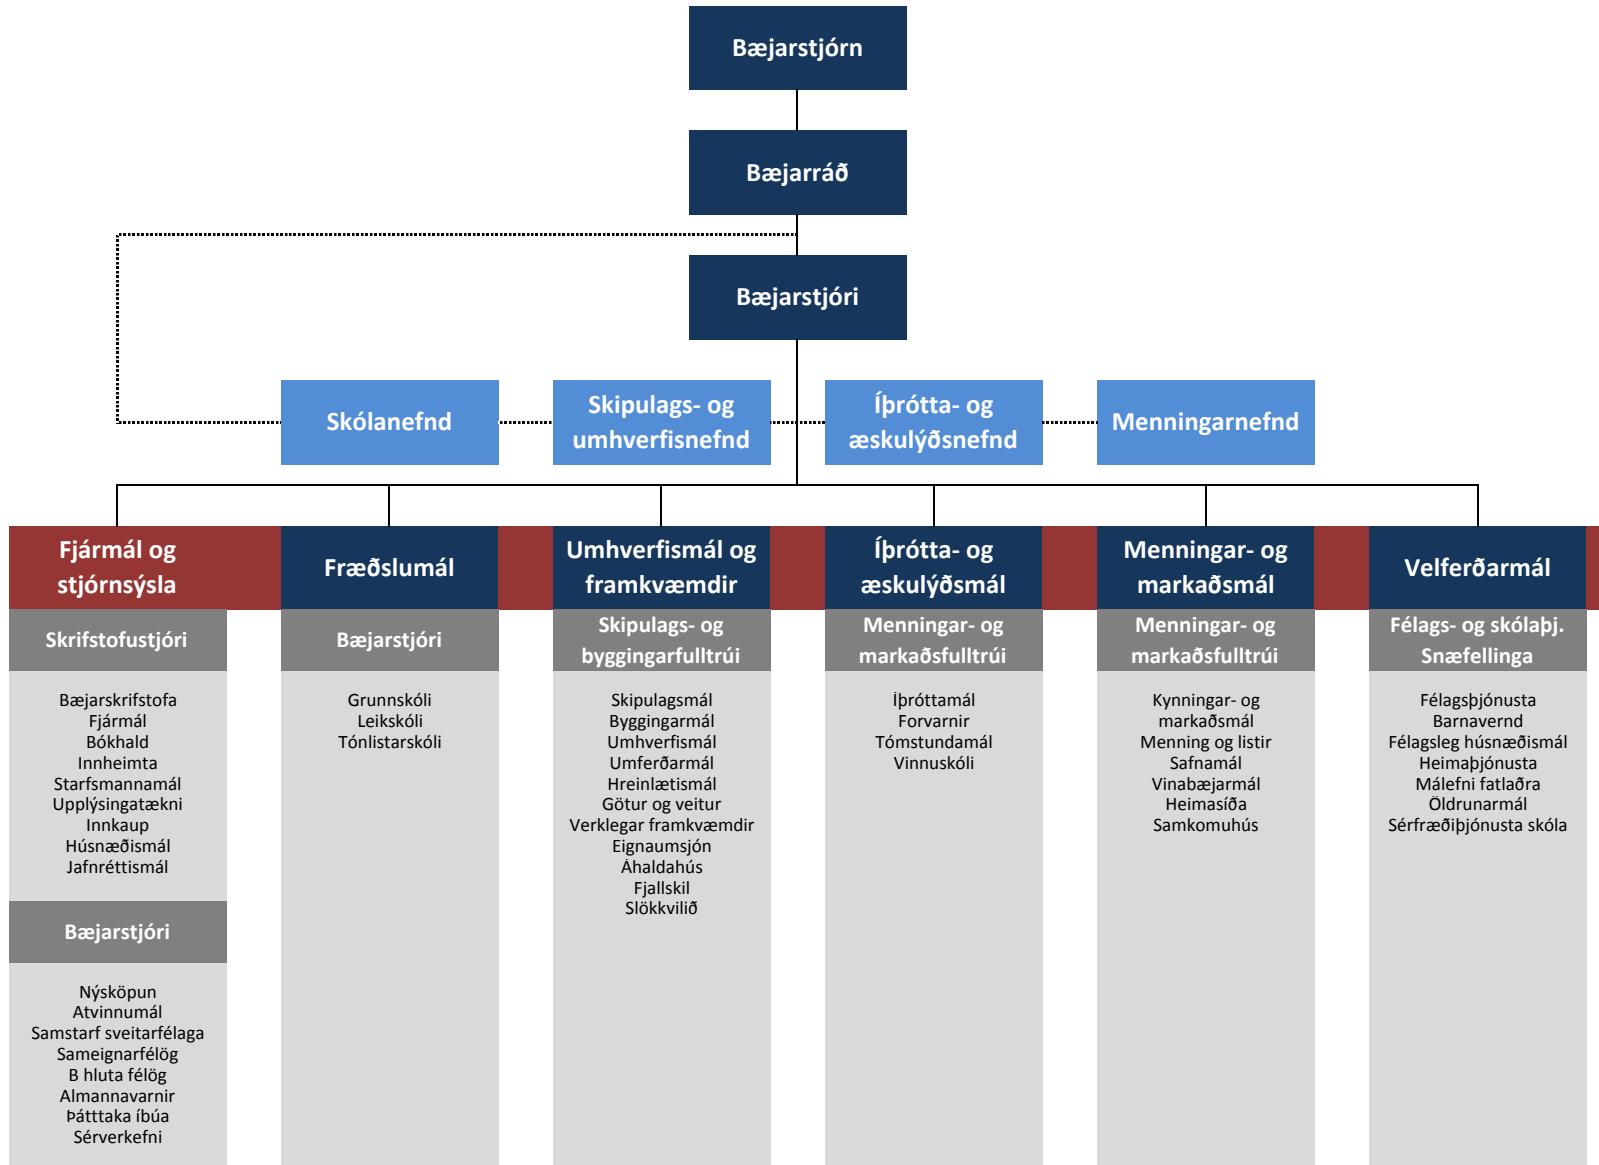 Bæjarstjórn
Bæjarráð
Bæjarstjóri
Skólanefnd
Skipulags- og
umhverfisnefnd
Íþrótta- og
æskulýðsnefnd
Menningarnefnd
Fjármál og
stjórnsýsla
Skrifstofustjóri
Bæjarskrifstofa
Fjármál
Bókhald
Innheimta
Starfsmannamál
Upplýsingatækni
Innkaup
Húsnæðismál
Jafnréttismál
Bæjarstjóri
Nýsköpun
Atvinnumál
Samstarf sveitarfélaga
Sameignarfélög
B hluta félög
Almannavarnir
Þátttaka íbúa
Sérverkefni
Fræðslumál
Bæjarstjóri
Grunnskóli
Leikskóli
Tónlistarskóli
Umhverfismál og
framkvæmdir
Skipulags- og
byggingarfulltrúi
Skipulagsmál
Byggingarmál
Umhverfismál
Umferðarmál
Hreinlætismál
Götur og veitur
Verklegar framkvæmdir
Eignaumsjón
Áhaldahús
Fjallskil
Slökkvilið
Íþrótta- og
æskulýðsmál
Menningar- og
markaðsfulltrúi
Íþróttamál
Forvarnir
Tómstundamál
Vinnuskóli
Menningar- og
markaðsmál
Menningar- og
markaðsfulltrúi
Kynningar- og
markaðsmál
Menning og listir
Safnamál
Vinabæjarmál
Heimasíða
Samkomuhús
Velferðarmál
Félags- og skólaþj.
Snæfellinga
Félagsþjónusta
Barnavernd
Félagsleg húsnæðismál
Heimaþjónusta
Málefni fatlaðra
Öldrunarmál
Sérfræðiþjónusta skóla